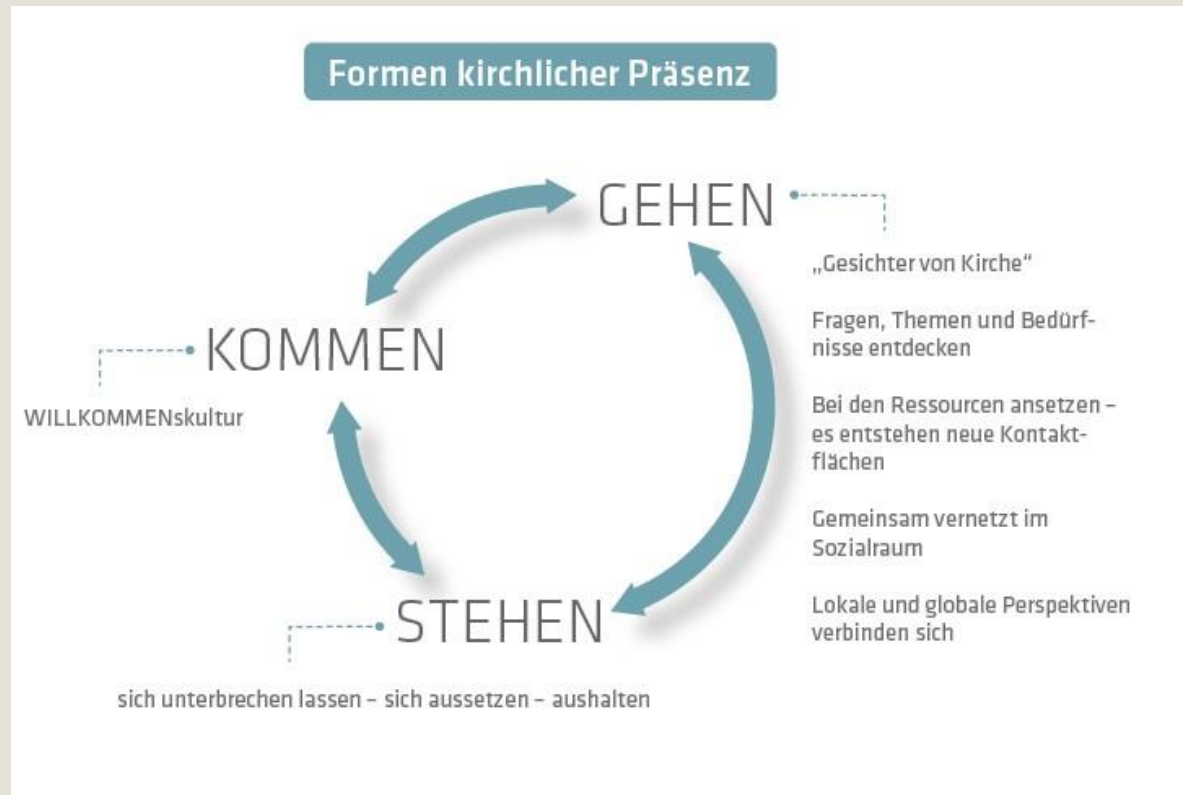 Formen kirchlicher Präsenz
GEHEN
„Gesichter von Kirche“
Fragen, Themen und Bedürf-
nisse entdecken
Bei den Ressourcen ansetzen –
es entstehen neue Kontakt-
flächen
Gemeinsam vernetzt im
Sozialraum
Lokale und globale Perspektiven
verbinden sich
KOMMEN
WILLKOMMENskultur
STEHEN
sich unterbrechen lassen – sich aussetzen – aushalten